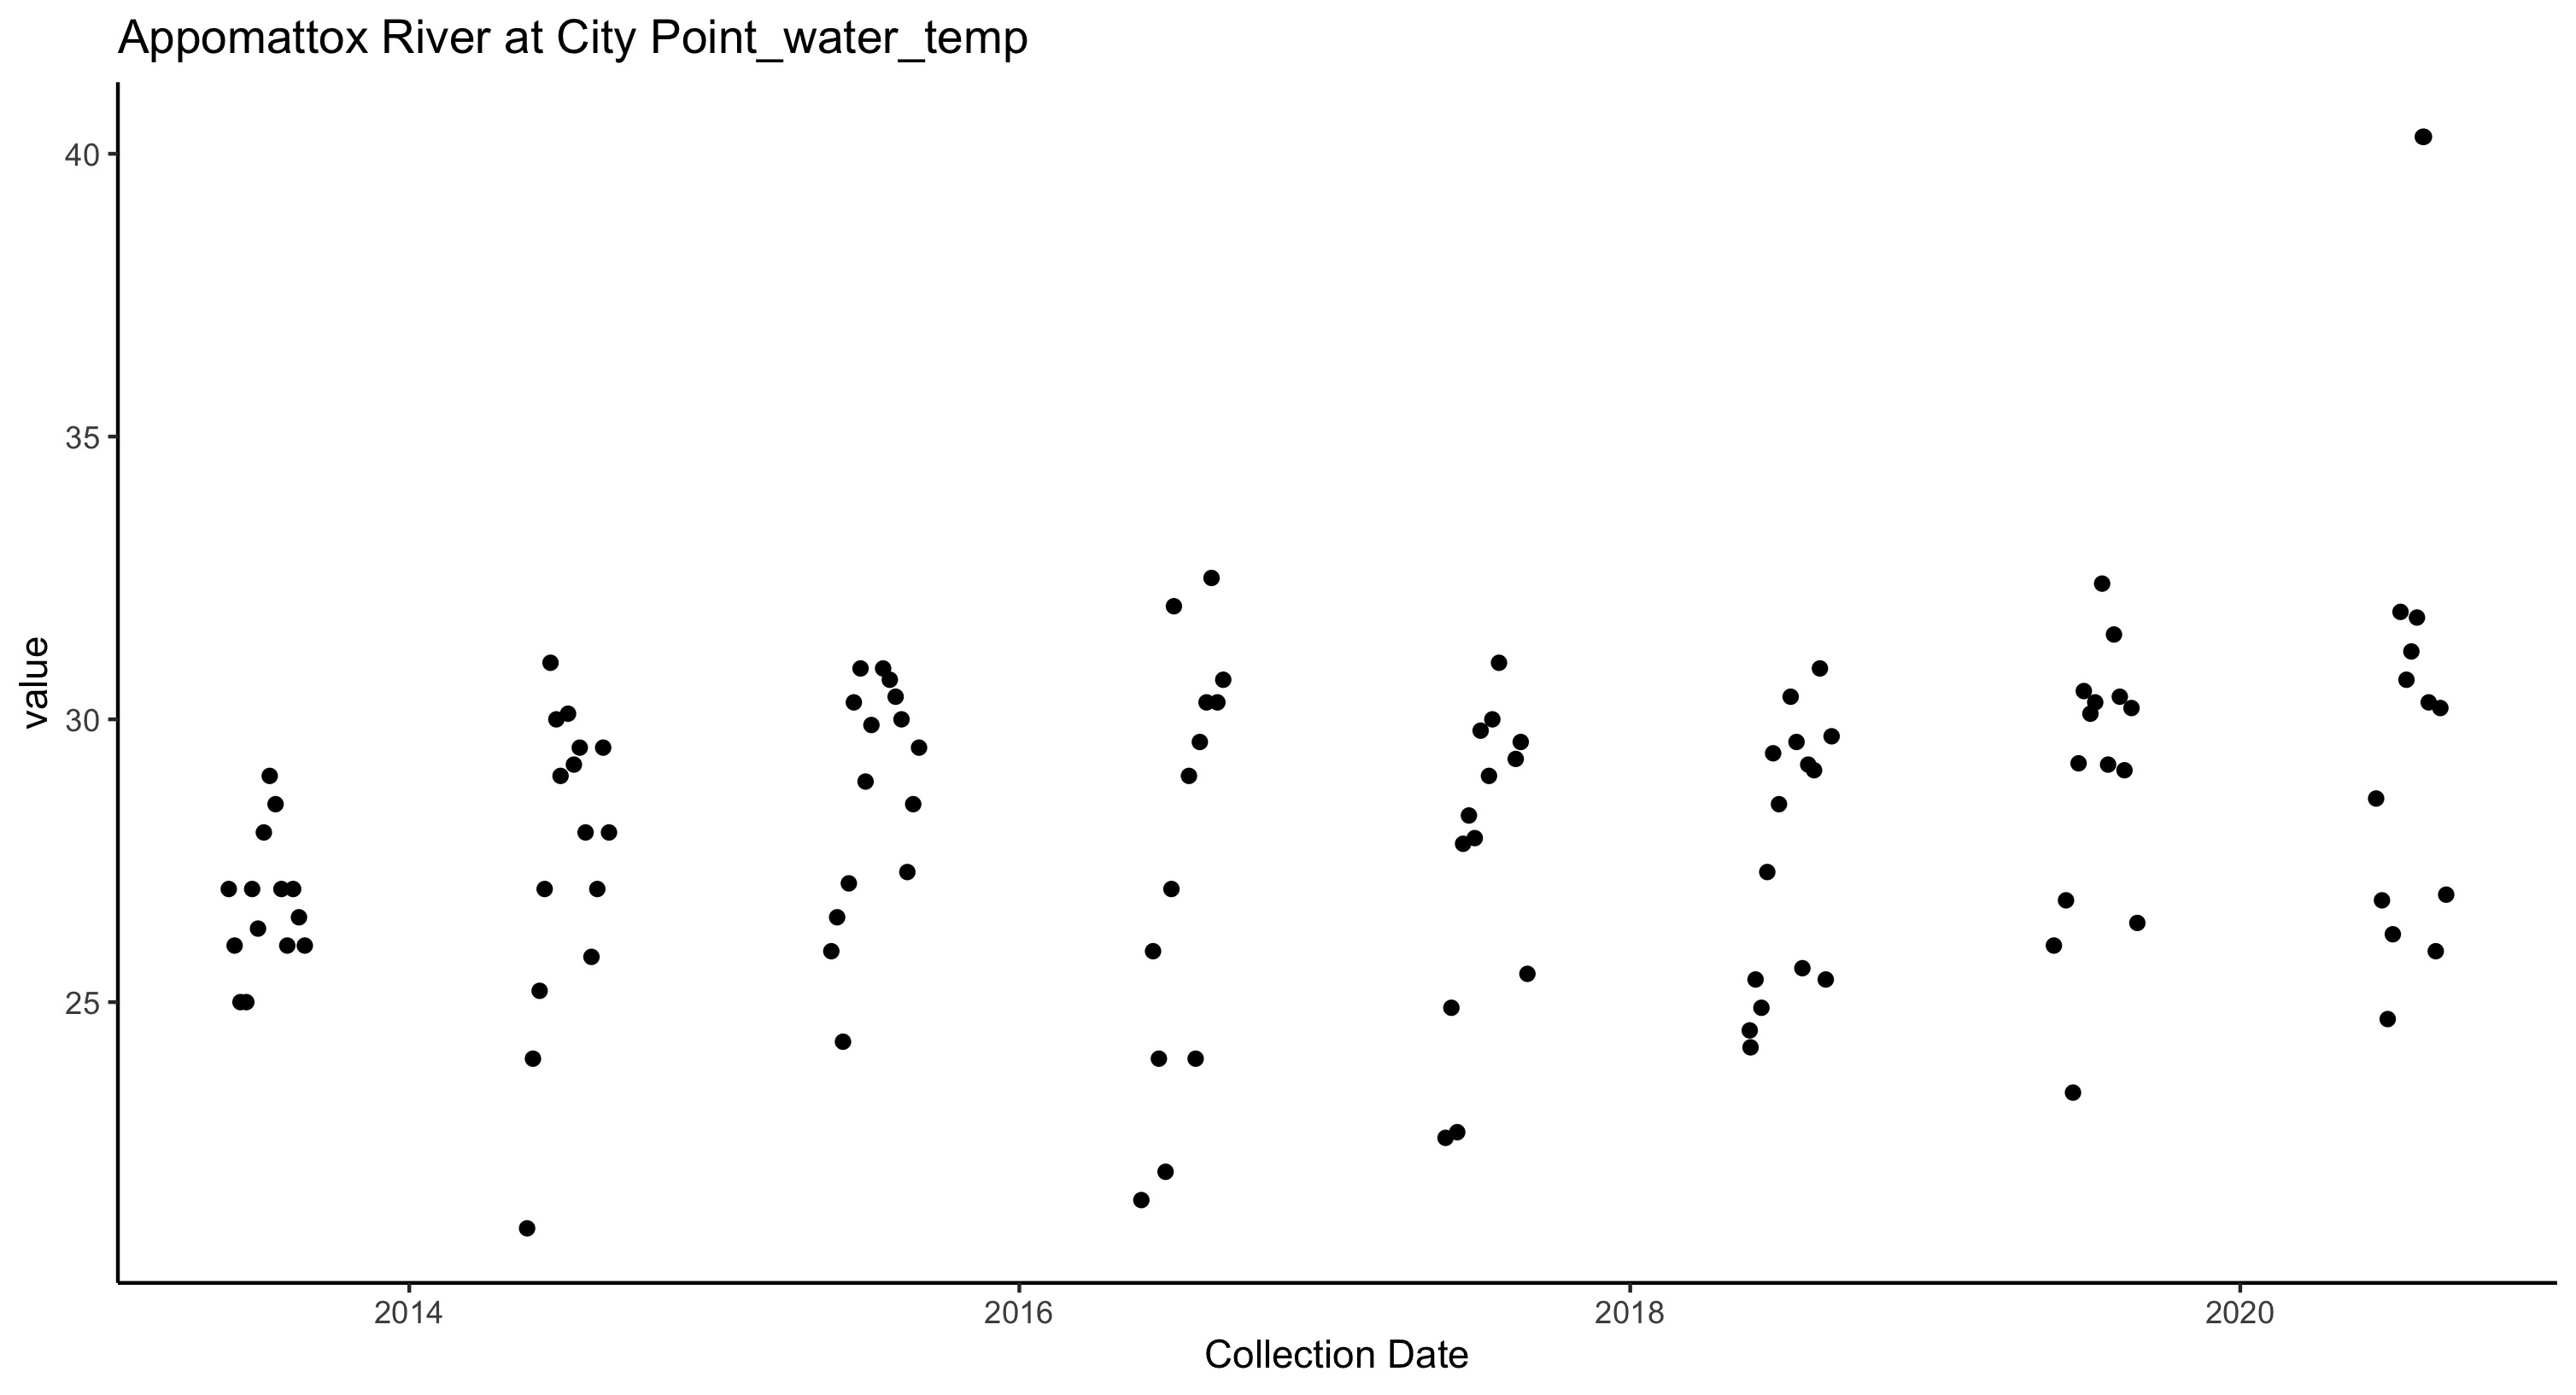 Appomattox River at City Point_water_temp
40
35
30
25
value
2014 2016 2018 2020
Collection Date